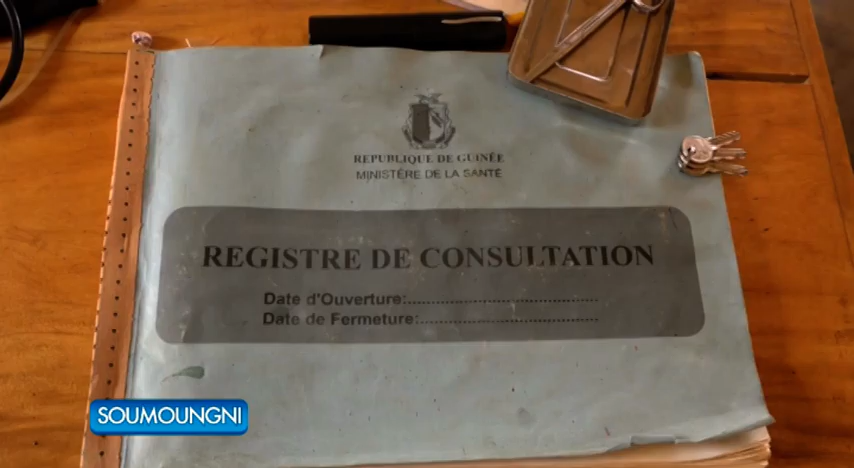 REPUBLIQUE DE GUINÉE
MINISTÈRE DE LA SANTÉ
REGISTRE DE CONSULTATION
Date d'Ouverture:................................................
Date de Fermeture:.............................................
SOUMOUNGNI